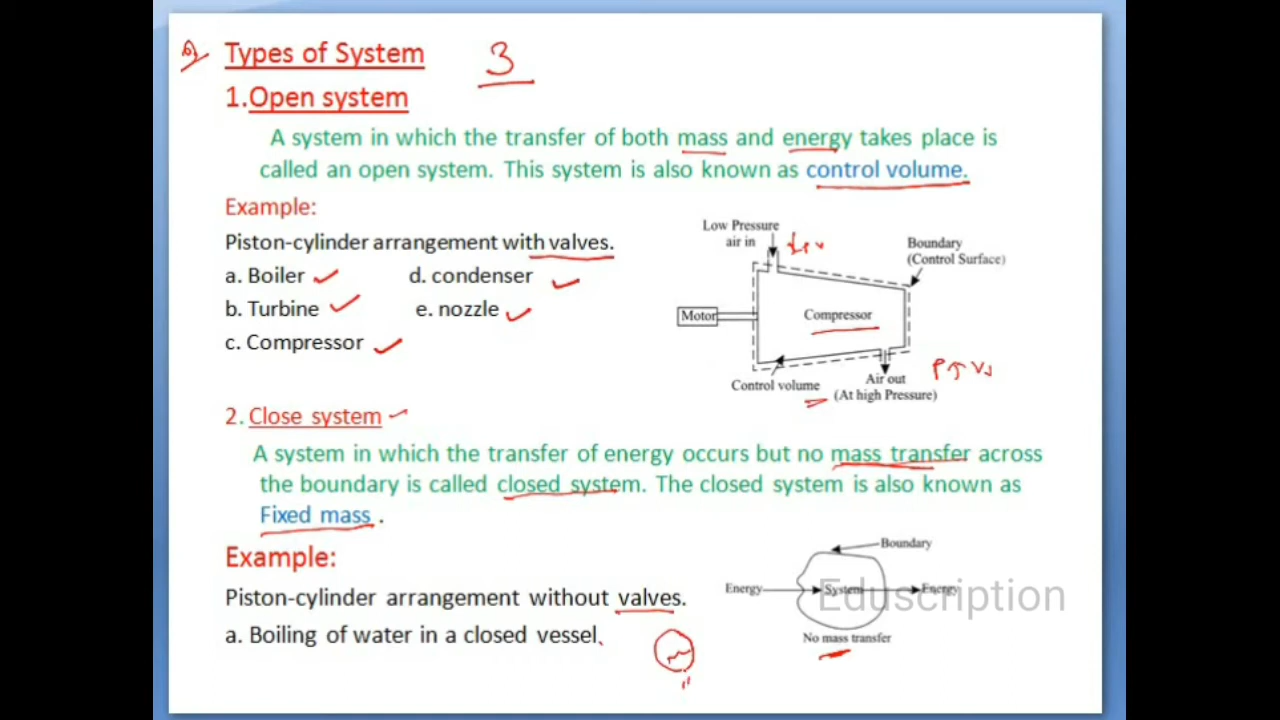 Types of System 3
1.Open system
A system in which the transfer of both mass and energy takes place is
called an open system. This system is also known as control volume.
Example:
Piston-cylinder arrangement with valves.
a. Boiler d. condenser
b. Turbine e. nozzle
c. Compressor
Low Pressure
air in
Boundary
(Control Surface)
Motor
Compressor
Control volume
Air out
(At high Pressure)
P↑ V↓
2. Close system
A system in which the transfer of energy occurs but no mass transfer across
the boundary is called closed system. The closed system is also known as
Fixed mass .
Example:
Piston-cylinder arrangement without valves.
a. Boiling of water in a closed vessel
Boundary
Energy System Energy
No mass transfer
Eduscription